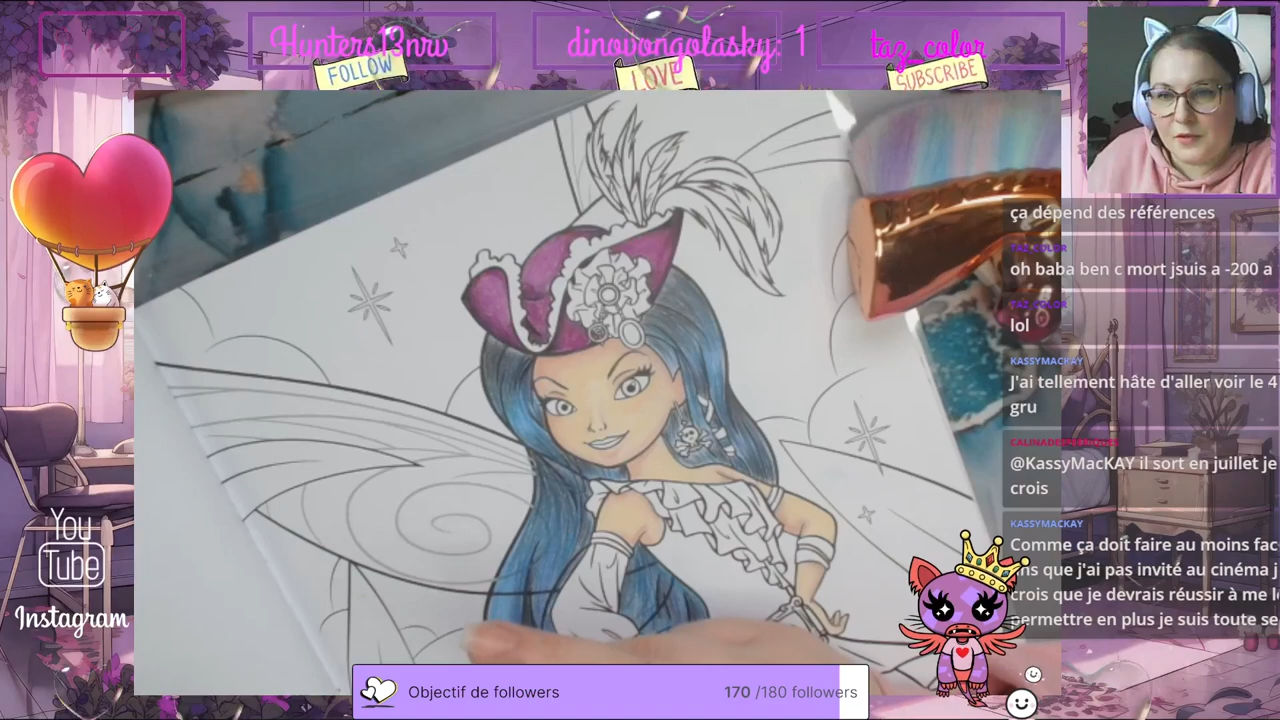 Hynters13nrv
dinovongolasky: 1
taz_color
FOLLOW
LOVE
SUBSCRIBE
ça dépend des références
TAZ_COLOR
oh baba ben c mort jsuis a -200 a
TAZ_COLOR
lol
KASSYMACKAY
J'ai tellement hâte d'aller voir le 4
gru
@KassyMacKAY il sort en juillet je
crois
KASSYMACKAY
Comme ça doit faire au moins fac
ns que j'ai pas invité au cinéma j
crois que je devrais réussir à me l
permettre en plus je suis toute se
You
Tube
Instagram
Objectif de followers
170 /180 followers